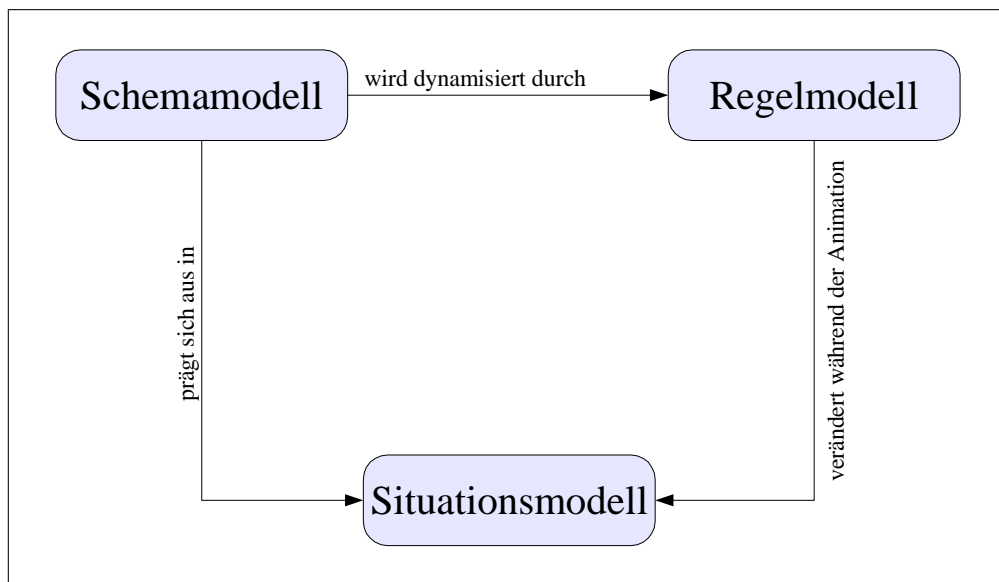 Schemamodell
wird dynamisiert durch
Regelmodell
prägt sich aus in
verändert während der Animation
Situationsmodell